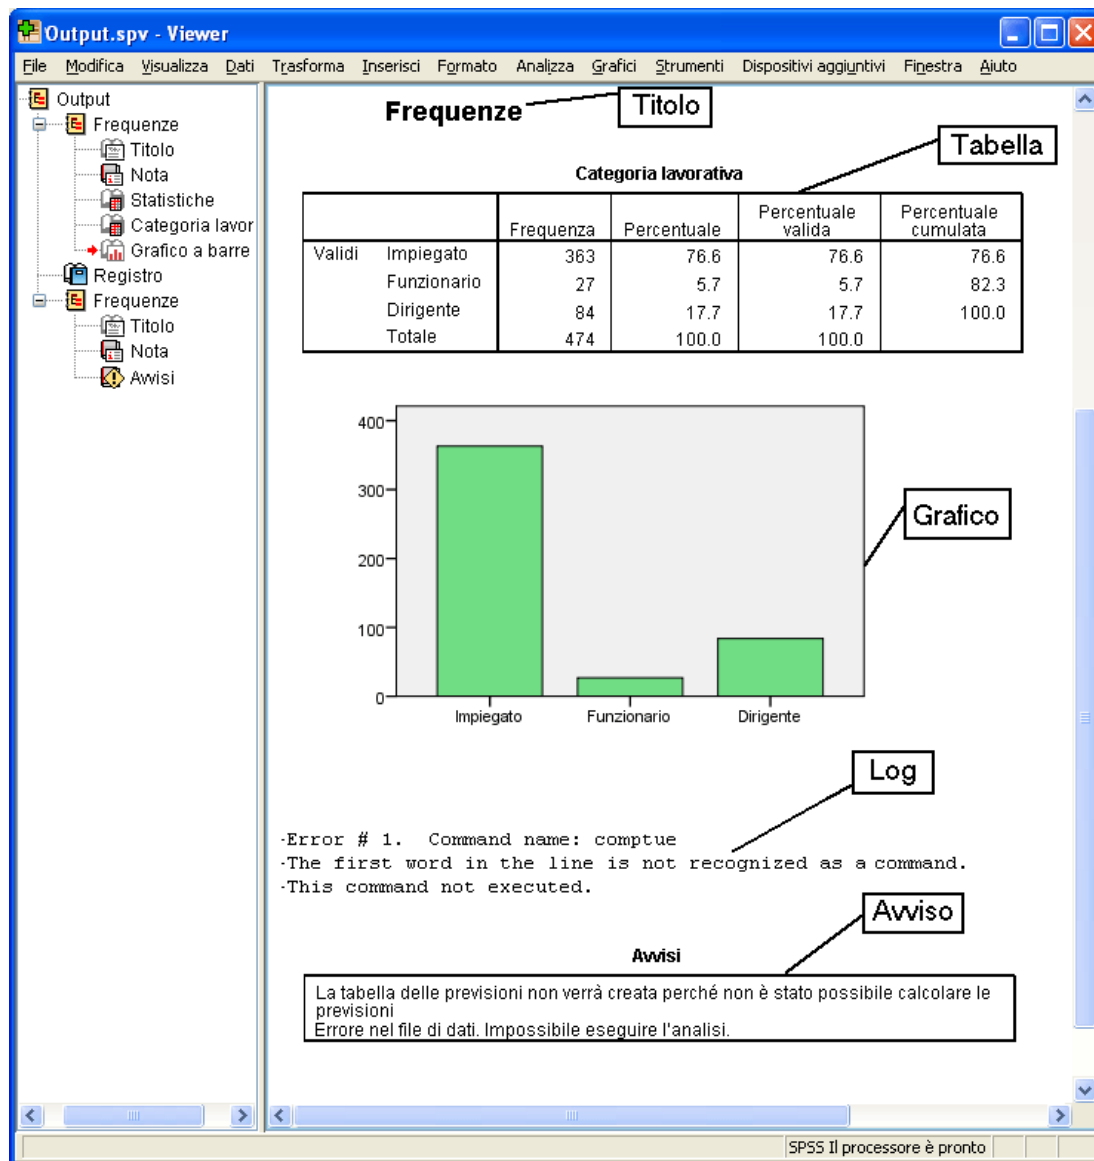 Output.spv - Viewer
File Modifica Visualizza Dati Trasforma Inserisci Formato Analizza Grafici Strumenti Dispositivi aggiuntivi Finestra Aiuto
Output
Frequenze
Titolo
Nota
Statistiche
Categoria lavor
Grafico a barre
Registro
Frequenze
Titolo
Nota
Avvisi
Frequenze
Titolo
Tabella
Categoria lavorativa
Frequenza Percentuale Percentuale valida Percentuale cumulata
Validi Impiegato 363 76.6 76.6 76.6
Funzionario 27 5.7 5.7 82.3
Dirigente 84 17.7 17.7 100.0
Totale 474 100.0 100.0
400
300
200
100
0
Impiegato Funzionario Dirigente
Grafico
Log
-Error # 1. Command name: comptue
-The first word in the line is not recognized as a command.
-This command not executed.
Avviso
Avvisi
La tabella delle previsioni non verrà creata perché non è stato possibile calcolare le
previsioni
Errore nel file di dati. Impossibile eseguire l'analisi.
SPSS Il processore è pronto